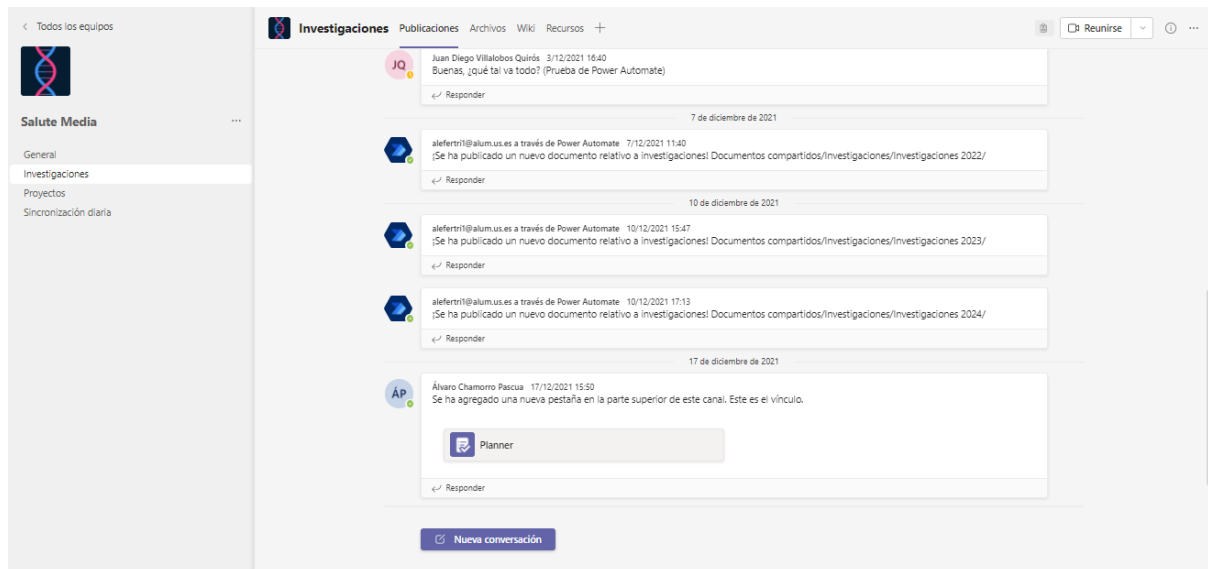 Todos los equipos
Salute Media
General
Investigaciones
Proyectos
Sincronización diaria
Investigaciones Publicaciones Archivos Wiki Recursos
Reunirse
JQ
Juan Diego Villalobos Quirós 3/12/2021 16:40
Buenas, ¿qué tal va todo? (Prueba de Power Automate)
Responder
7 de diciembre de 2021
alefertri1@alum.us.es a través de Power Automate 7/12/2021 11:40
¡Se ha publicado un nuevo documento relativo a investigaciones! Documentos compartidos/Investigaciones/Investigaciones 2022/
Responder
10 de diciembre de 2021
alefertri1@alum.us.es a través de Power Automate 10/12/2021 15:47
¡Se ha publicado un nuevo documento relativo a investigaciones! Documentos compartidos/Investigaciones/Investigaciones 2023/
Responder
alefertri1@alum.us.es a través de Power Automate 10/12/2021 17:13
¡Se ha publicado un nuevo documento relativo a investigaciones! Documentos compartidos/Investigaciones/Investigaciones 2024/
Responder
17 de diciembre de 2021
ÁP
Álvaro Chamorro Pascua 17/12/2021 15:50
Se ha agregado una nueva pestaña en la parte superior de este canal. Este es el vínculo.
Planner
Responder
Nueva conversación